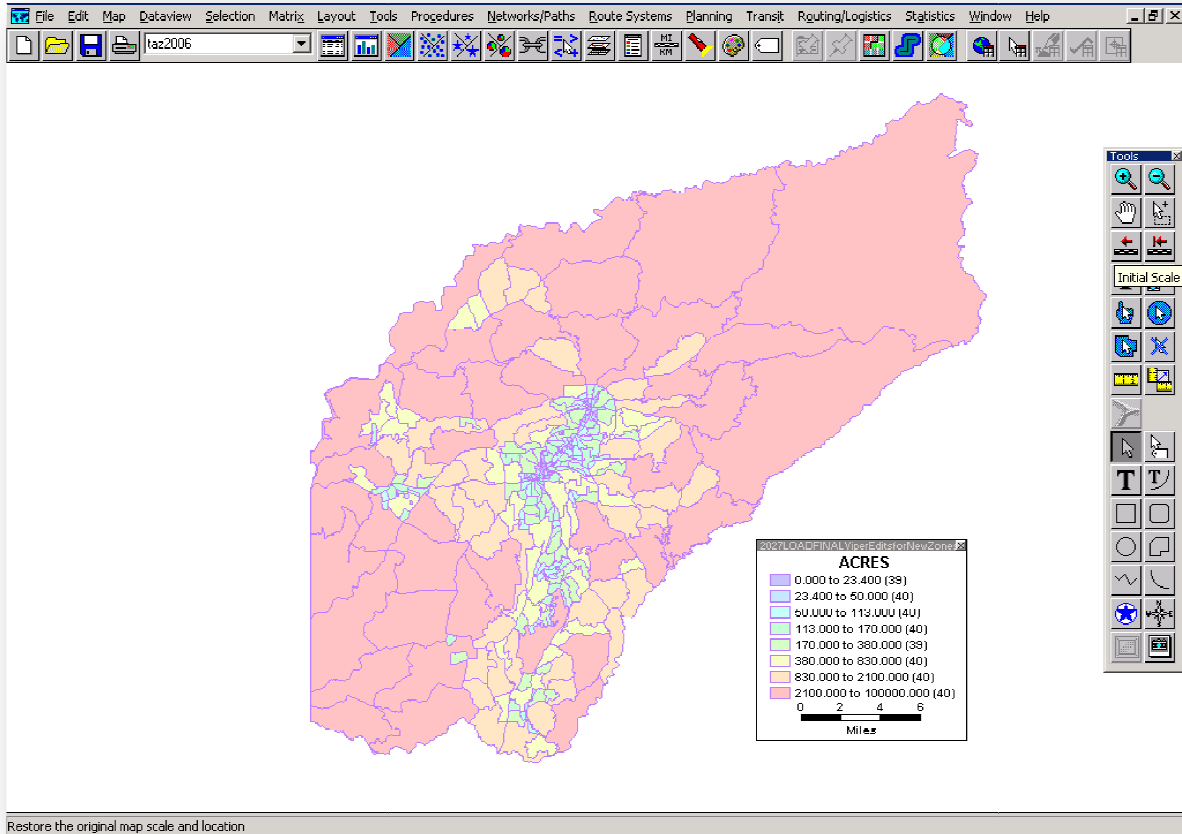 File Edit Map Dataview Selection Matrix Layout Tools Procedures Networks/Paths Route Systems Planning Transit Routing/Logistics Statistics Window Help
taz2006
MI
KM
Tools
Initial Scale
T T
2027LOADFINALYiperEditsforNewZone
ACRES
0.000 to 23.400 (39)
23.400 to 50.000 (40)
50.000 to 113.000 (40)
113.000 to 170.000 (40)
170.000 to 380.000 (39)
380.000 to 830.000 (40)
830.000 to 2100.000 (40)
2100.000 to 100000.000 (40)
0 2 4 6
Miles
Restore the original map scale and location